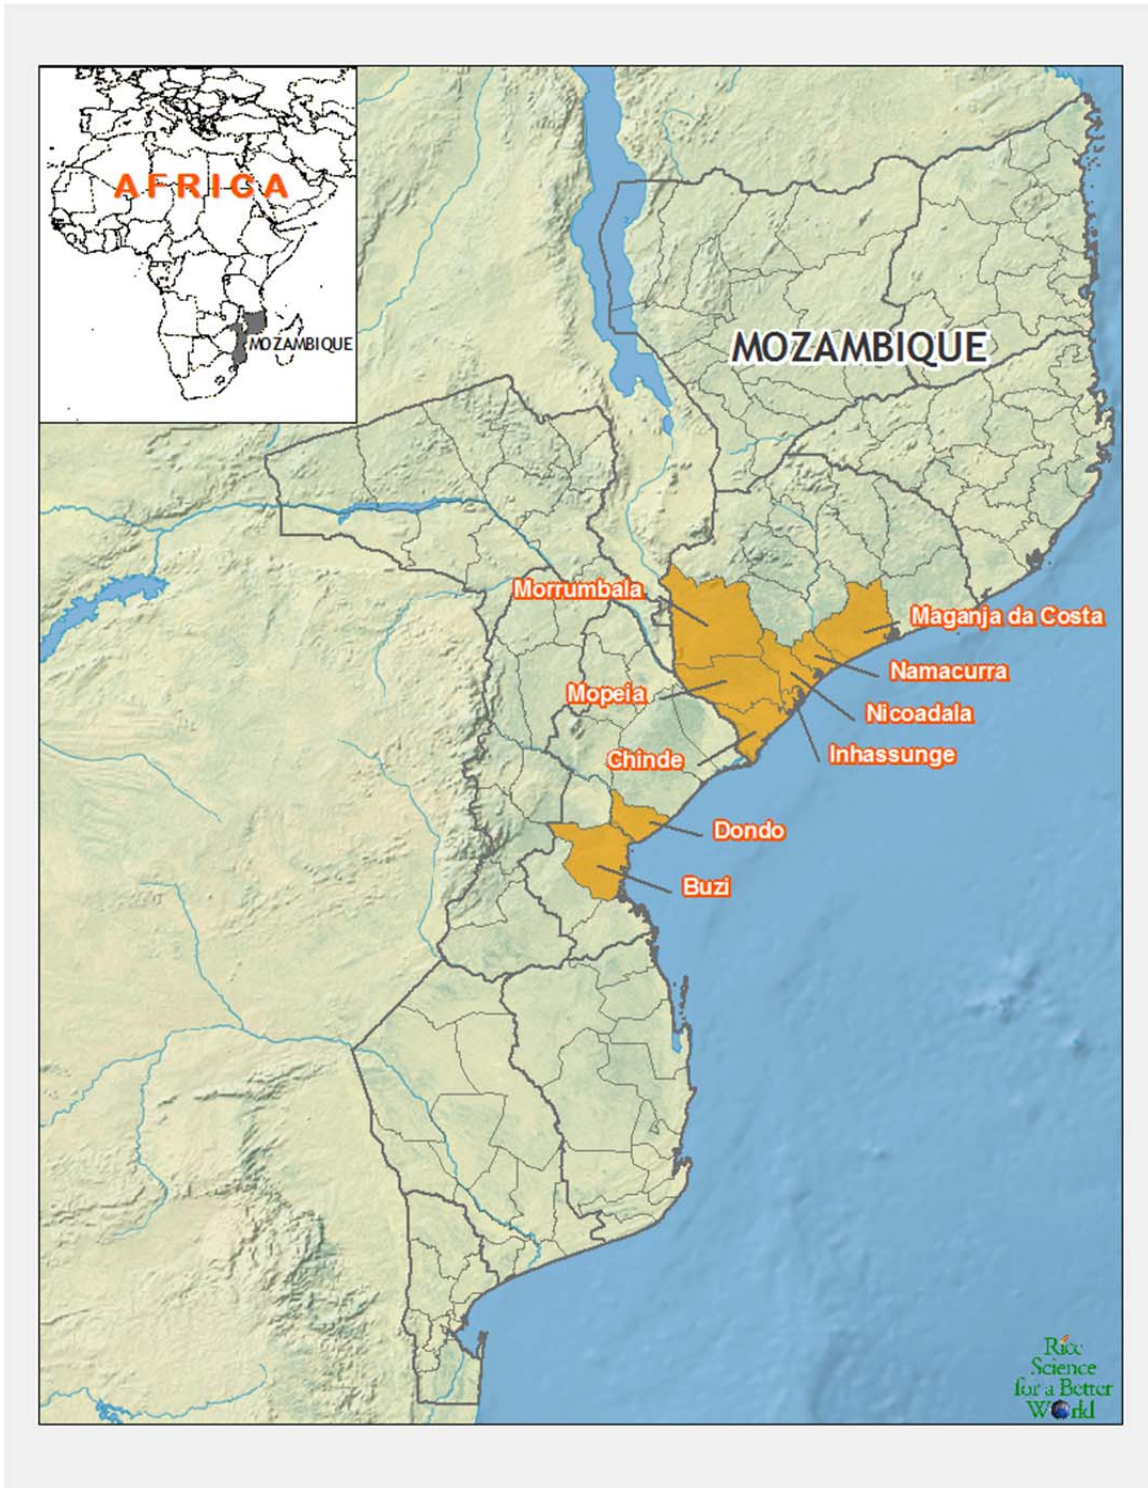 AFRICA
MOZAMBIQUE
MOZAMBIQUE
Morrumbala
Maganja da Costa
Namacurra
Mopeia
Nicoadala
Inhassunge
Chinde
Dondo
Buzi
Rice
Science
for a Better
World